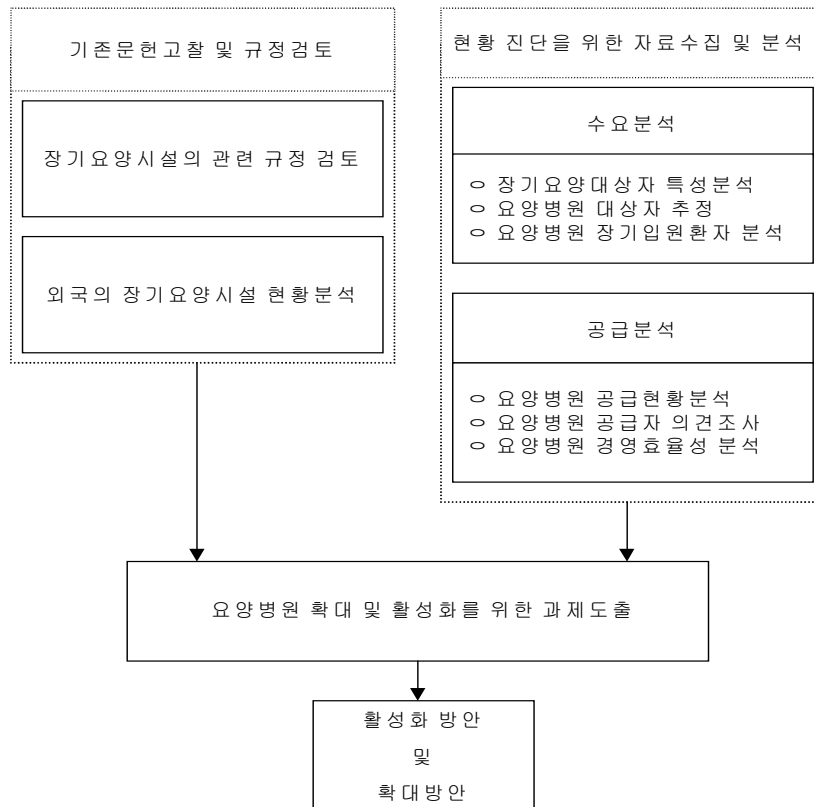 기존문헌고찰 및 규정검토
장기요양시설의 관련 규정 검토
외국의 장기요양시설 현황분석
현황 진단을 위한 자료수집 및 분석
수요분석
ㅇ 장기요양대상자 특성분석
ㅇ 요양병원 대상자 추정
ㅇ 요양병원 장기입원환자 분석
공급분석
ㅇ 요양병원 공급현황분석
ㅇ 요양병원 공급자 의견조사
ㅇ 요양병원 경영효율성 분석
요양병원 확대 및 활성화를 위한 과제도출
활성화 방안
및
확대방안